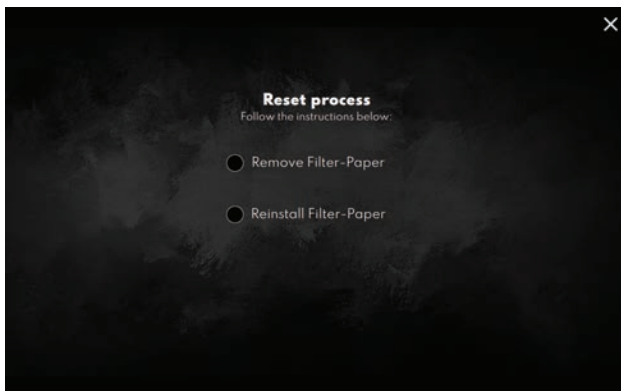 Reset process
Follow the instructions below:
Remove Filter-Paper
Reinstall Filter-Paper